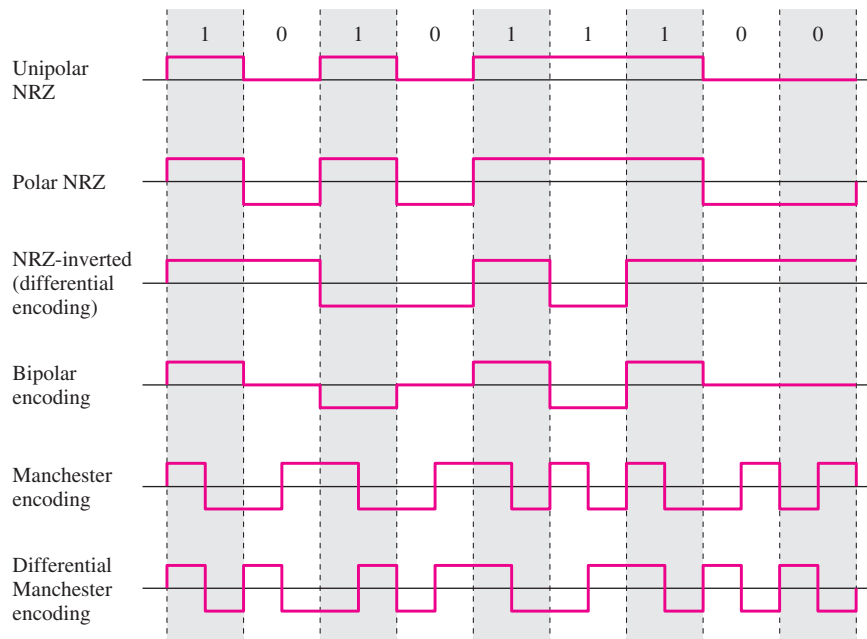 1 0 1 0 1 1 1 0 0
Unipolar
NRZ
Polar NRZ
NRZ-inverted
(differential
encoding)
Bipolar
encoding
Manchester
encoding
Differential
Manchester
encoding